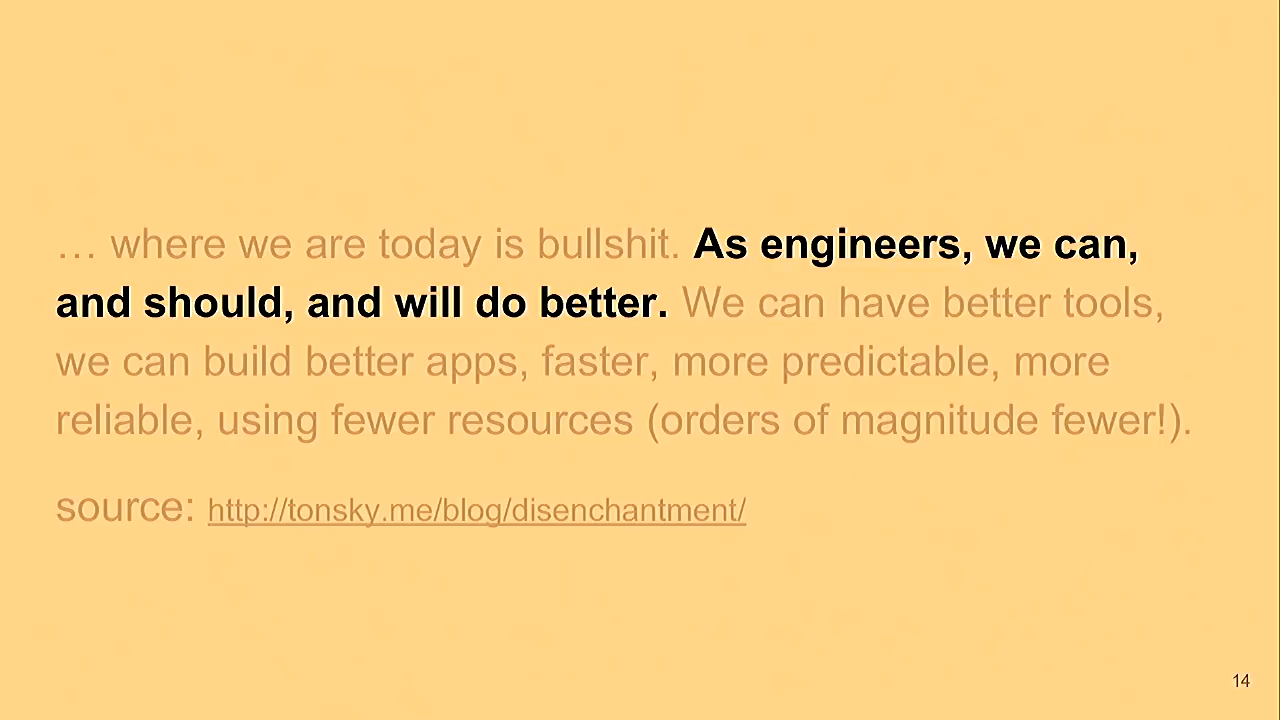 … where we are today is bullshit. As engineers, we can,
and should, and will do better. We can have better tools,
we can build better apps, faster, more predictable, more
reliable, using fewer resources (orders of magnitude fewer!).
source: http://tonsky.me/blog/disenchantment/
14